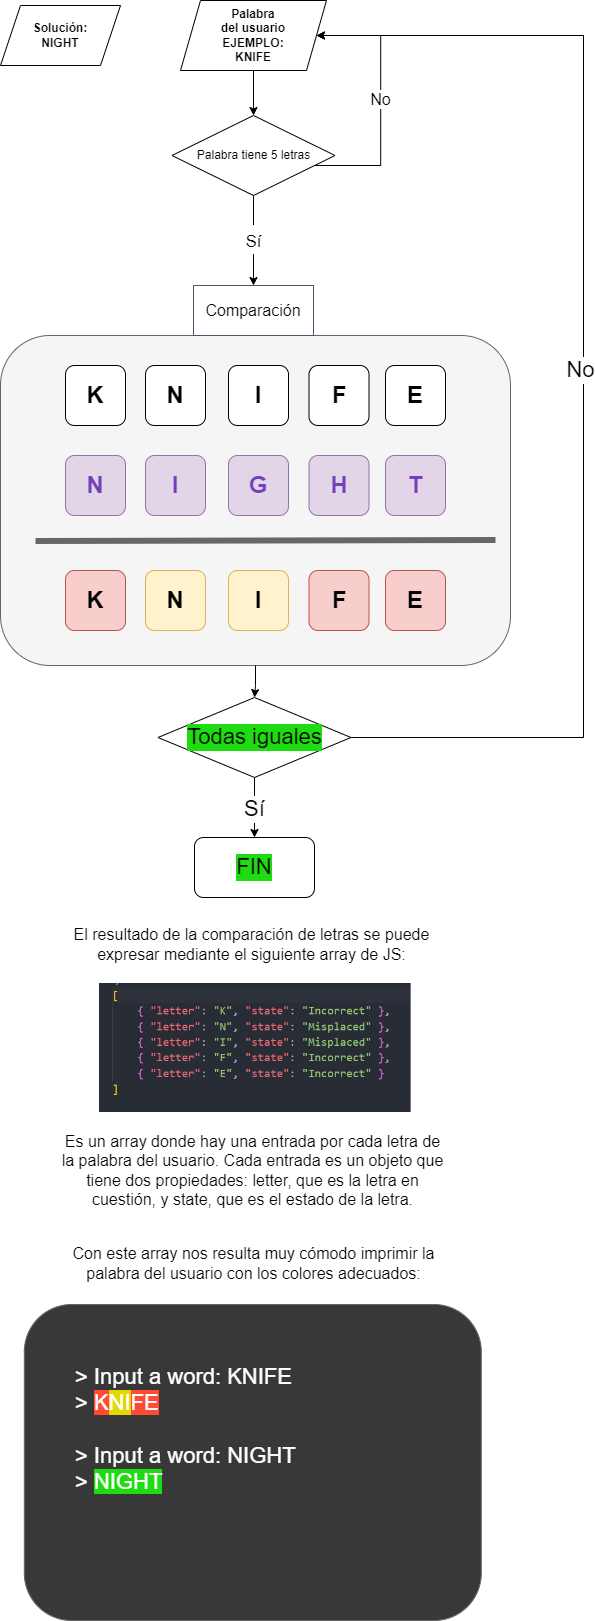 Solución:
NIGHT
Palabra
del usuario
EJEMPLO:
KNIFE
No
Palabra tiene 5 letras
Sí
Comparación
No
K N I F E
N I G H T
K N I F E
Todas iguales
Sí
FIN
El resultado de la comparación de letras se puede
expresar mediante el siguiente array de JS:
[
{ "letter": "K", "state": "Incorrect" },
{ "letter": "N", "state": "Misplaced" },
{ "letter": "I", "state": "Misplaced" },
{ "letter": "F", "state": "Incorrect" },
{ "letter": "E", "state": "Incorrect" }
]
Es un array donde hay una entrada por cada letra de
la palabra del usuario. Cada entrada es un objeto que
tiene dos propiedades: letter, que es la letra en
cuestión, y state, que es el estado de la letra.
Con este array nos resulta muy cómodo imprimir la
palabra del usuario con los colores adecuados:
> Input a word: KNIFE
> KNIFE
> Input a word: NIGHT
> NIGHT